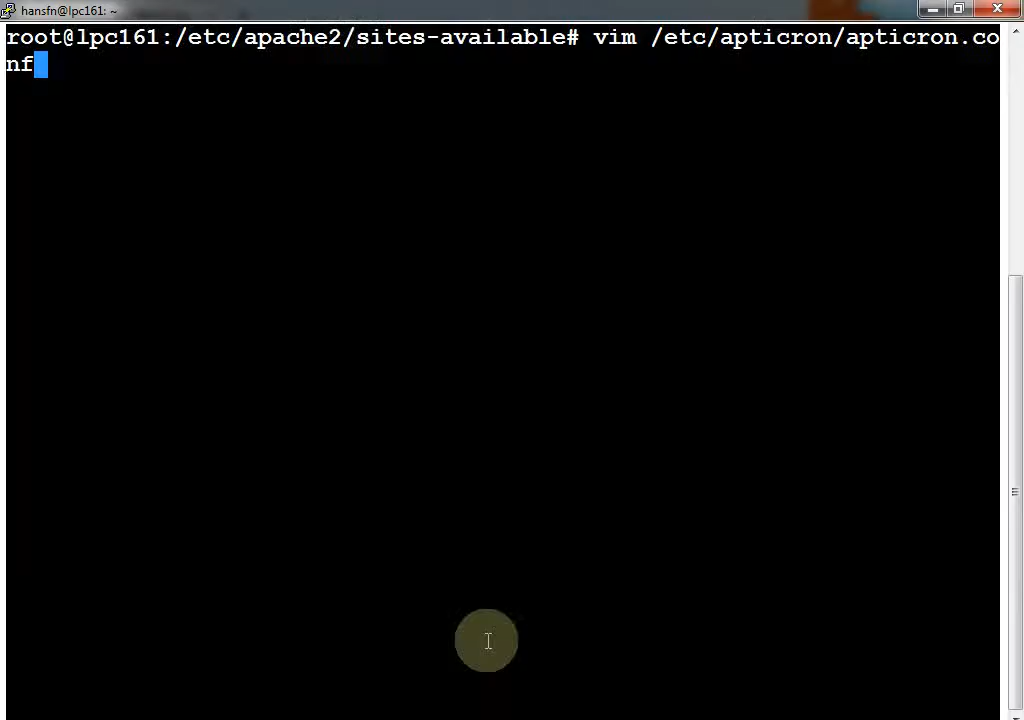 hansfn@lpc161: ~
root@lpc161:/etc/apache2/sites-available# vim /etc/apticron/apticron.co
nf